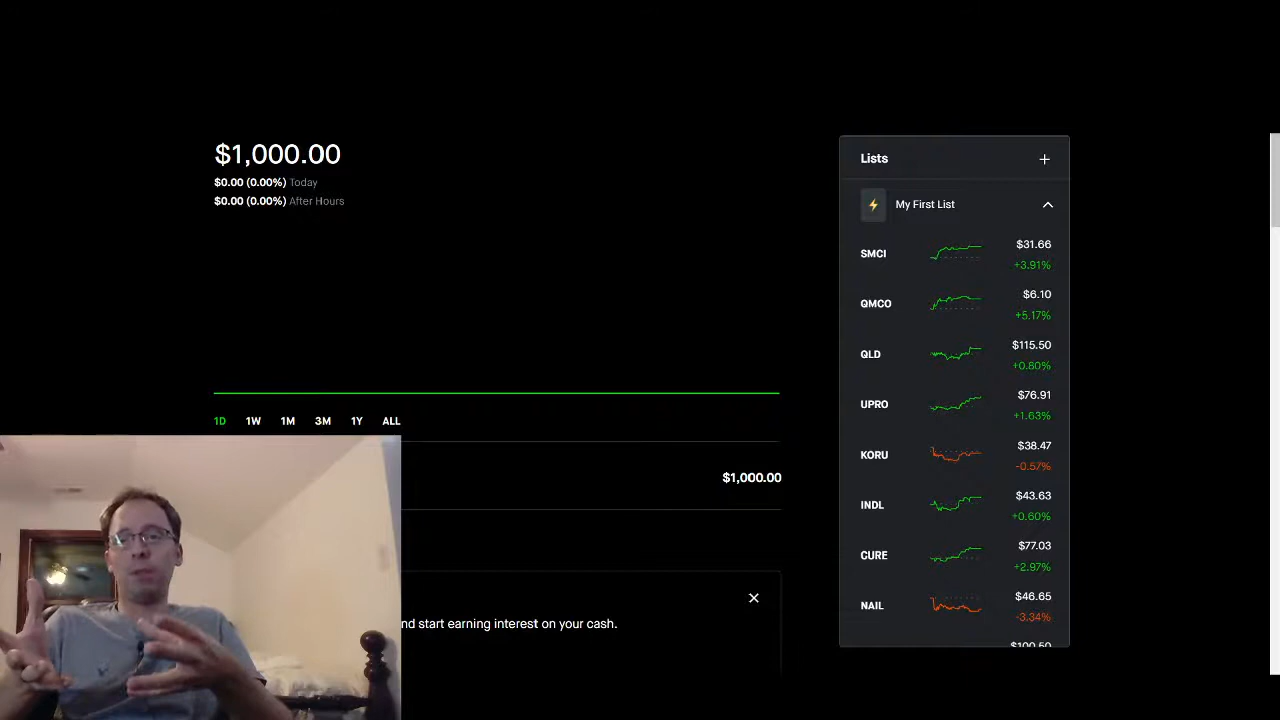 $1,000.00
$0.00 (0.00%) Today
$0.00 (0.00%) After Hours
1D 1W 1M 3M 1Y ALL
$1,000.00
nd start earning interest on your cash.
Lists
My First List
SMCI
$31.66
+3.91%
QMCO
$6.10
+5.17%
QLD
$115.50
+0.80%
UPRO
$76.91
+1.63%
KORU
$38.47
-0.57%
INDL
$43.63
+0.60%
CURE
$77.03
+2.97%
NAIL
$46.65
-3.34%
$100.50